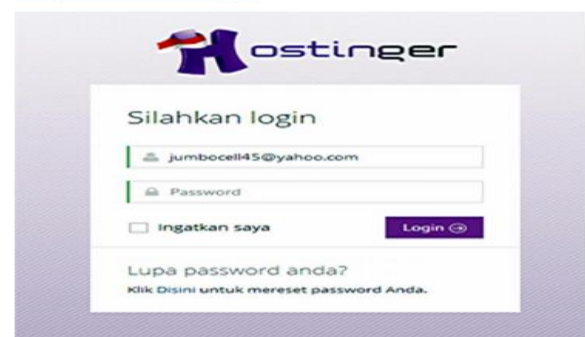 Hostinger
Silahkan login
jumbocell45@yahoo.com
Password
Ingatkan saya
Login
Lupa password anda?
Klik Disini untuk mereset password Anda.